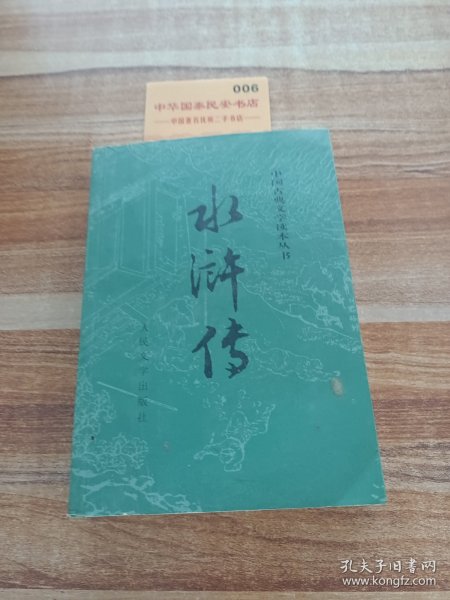 006
中华国泰民安书店
中国著名优质二手书店
中国古典文学读本丛书
水浒传
人民文学出版社
孔夫子旧书网
www.kongfz.com